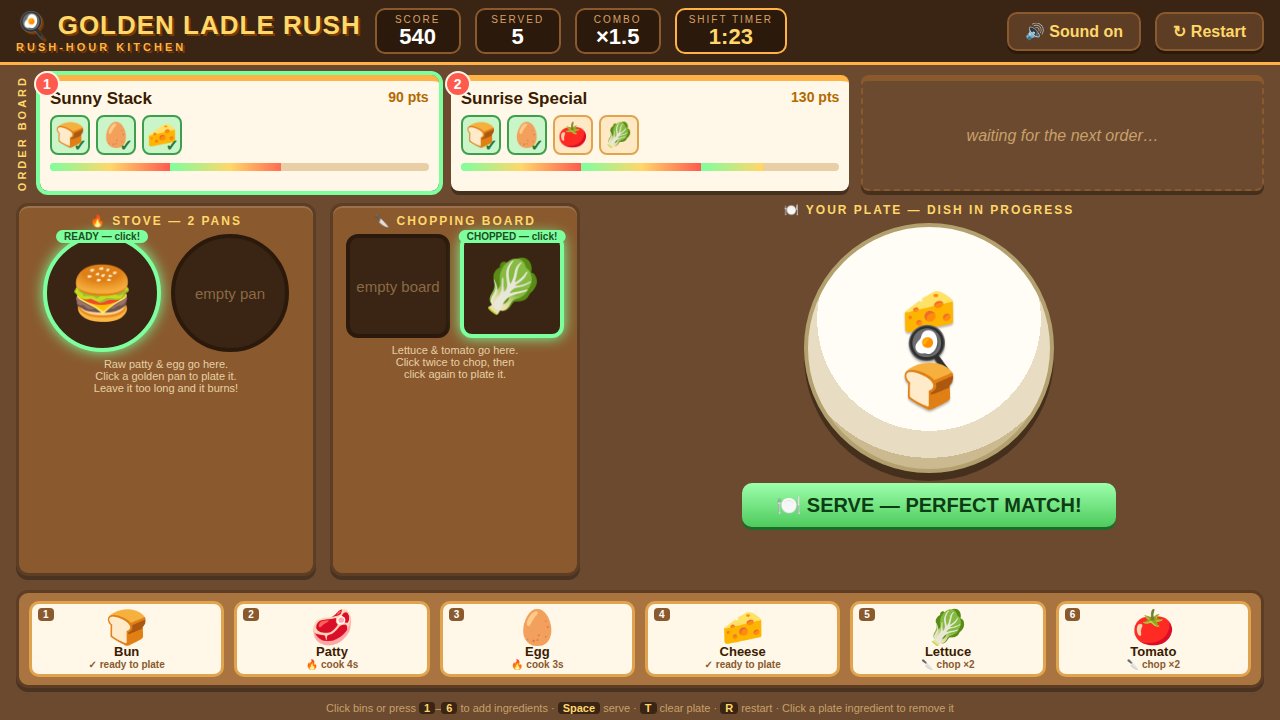 GOLDEN LADLE RUSH
RUSH-HOUR KITCHEN
SCORE
540
SERVED
5
COMBO
×1.5
SHIFT TIMER
1:23
Sound on
↻ Restart
ORDER BOARD
1
Sunny Stack
90 pts
2
Sunrise Special
130 pts
waiting for the next order…
STOVE — 2 PANS
READY — click!
empty pan
Raw patty & egg go here.
Click a golden pan to plate it.
Leave it too long and it burns!
CHOPPING BOARD
CHOPPED — click!
empty board
Lettuce & tomato go here.
Click twice to chop, then
click again to plate it.
YOUR PLATE — DISH IN PROGRESS
SERVE — PERFECT MATCH!
1
Bun
✓ ready to plate
2
Patty
cook 4s
3
Egg
cook 3s
4
Cheese
✓ ready to plate
5
Lettuce
chop ×2
6
Tomato
chop ×2
Click bins or press 1–6 to add ingredients · Space serve · T clear plate · R restart · Click a plate ingredient to remove it